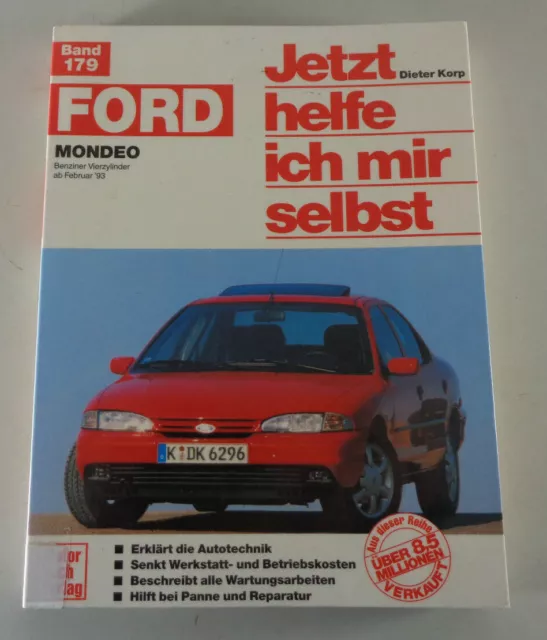 Band
179
FORD
MONDEO
Benziner Vierzylinder
ab Februar '93
Jetzt
Dieter Korp
helfe
ich mir
selbst
K DK 6296
Erklärt die Autotechnik
Senkt Werkstatt- und Betriebskosten
Beschreibt alle Wartungsarbeiten
Hilft bei Panne und Reparatur
Aus dieser Reihe
ÜBER 8,5
MILLIONEN
VERKAUFT